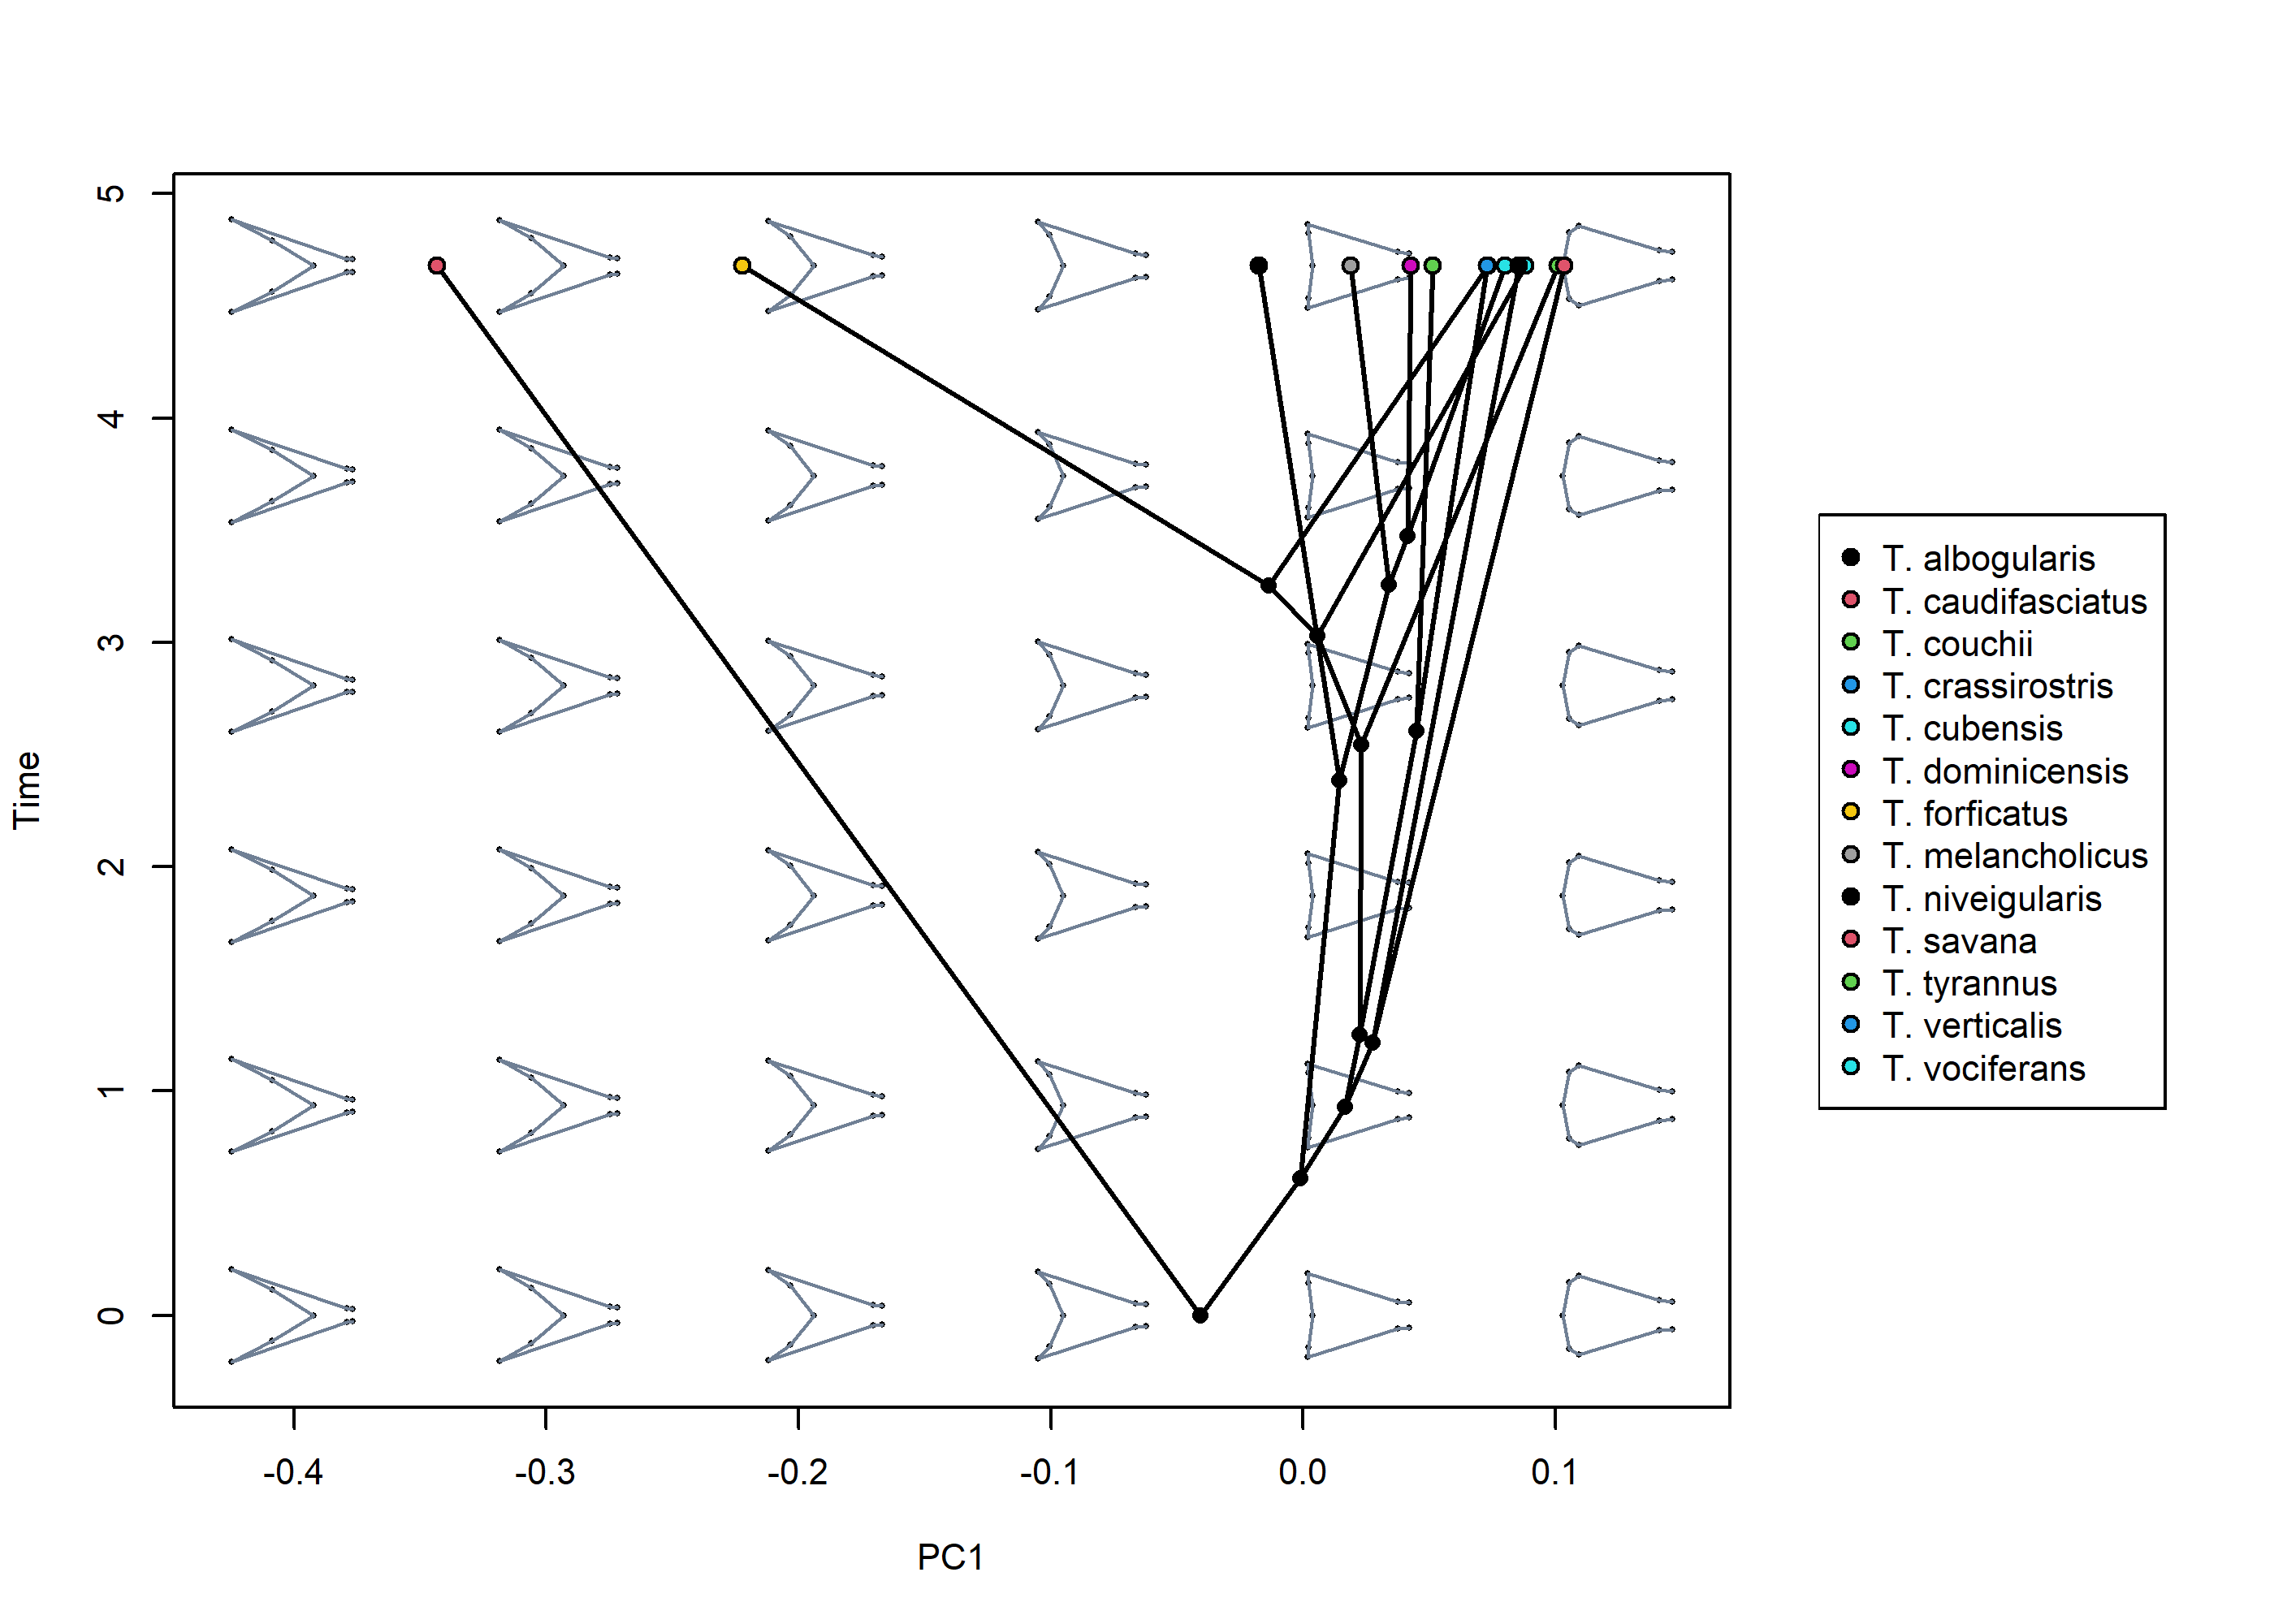 5
4
3
2
1
0
Time
-0.4
-0.3
-0.2
-0.1
0.0
0.1
PC1
T. albogularis
T. caudifasciatus
T. couchii
T. crassirostris
T. cubensis
T. dominicensis
T. forficatus
T. melancholicus
T. niveigularis
T. savana
T. tyrannus
T. verticalis
T. vociferans